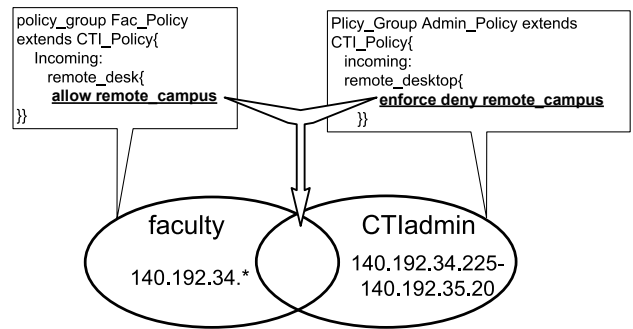 policy_group Fac_Policy
extends CTI_Policy{
Incoming:
remote_desk{
allow remote_campus
}}
Plicy_Group Admin_Policy extends
CTI_Policy{
incoming:
remote_desktop{
enforce deny remote_campus
}}
faculty
140.192.34.*
CTIadmin
140.192.34.225-
140.192.35.20